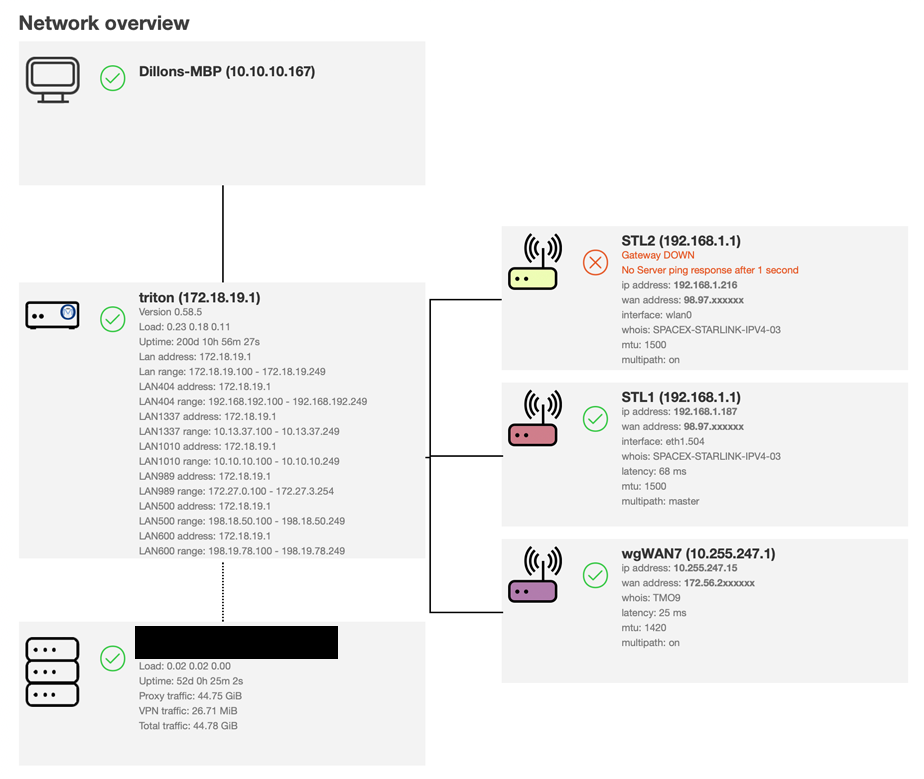 Network overview
Dillons-MBP (10.10.10.167)
triton (172.18.19.1)
Version 0.58.5
Load: 0.23 0.18 0.11
Uptime: 200d 10h 56m 27s
Lan address: 172.18.19.1
Lan range: 172.18.19.100 - 172.18.19.249
LAN404 address: 172.18.19.1
LAN404 range: 192.168.192.100 - 192.168.192.249
LAN1337 address: 172.18.19.1
LAN1337 range: 10.13.37.100 - 10.13.37.249
LAN1010 address: 172.18.19.1
LAN1010 range: 10.10.10.100 - 10.10.10.249
LAN989 address: 172.18.19.1
LAN989 range: 172.27.0.100 - 172.27.3.254
LAN500 address: 172.18.19.1
LAN500 range: 198.18.50.100 - 198.18.50.249
LAN600 address: 172.18.19.1
LAN600 range: 198.19.78.100 - 198.19.78.249
Load: 0.02 0.02 0.00
Uptime: 52d 0h 25m 2s
Proxy traffic: 44.75 GiB
VPN traffic: 26.71 MiB
Total traffic: 44.78 GiB
STL2 (192.168.1.1)
Gateway DOWN
No Server ping response after 1 second
ip address: 192.168.1.216
wan address: 98.97.xxxxxx
interface: wlan0
whois: SPACEX-STARLINK-IPV4-03
mtu: 1500
multipath: on
STL1 (192.168.1.1)
ip address: 192.168.1.187
wan address: 98.97.xxxxxx
interface: eth1.504
whois: SPACEX-STARLINK-IPV4-03
latency: 68 ms
mtu: 1500
multipath: master
wgWAN7 (10.255.247.1)
ip address: 10.255.247.15
wan address: 172.56.2xxxxxx
whois: TMO9
latency: 25 ms
mtu: 1420
multipath: on